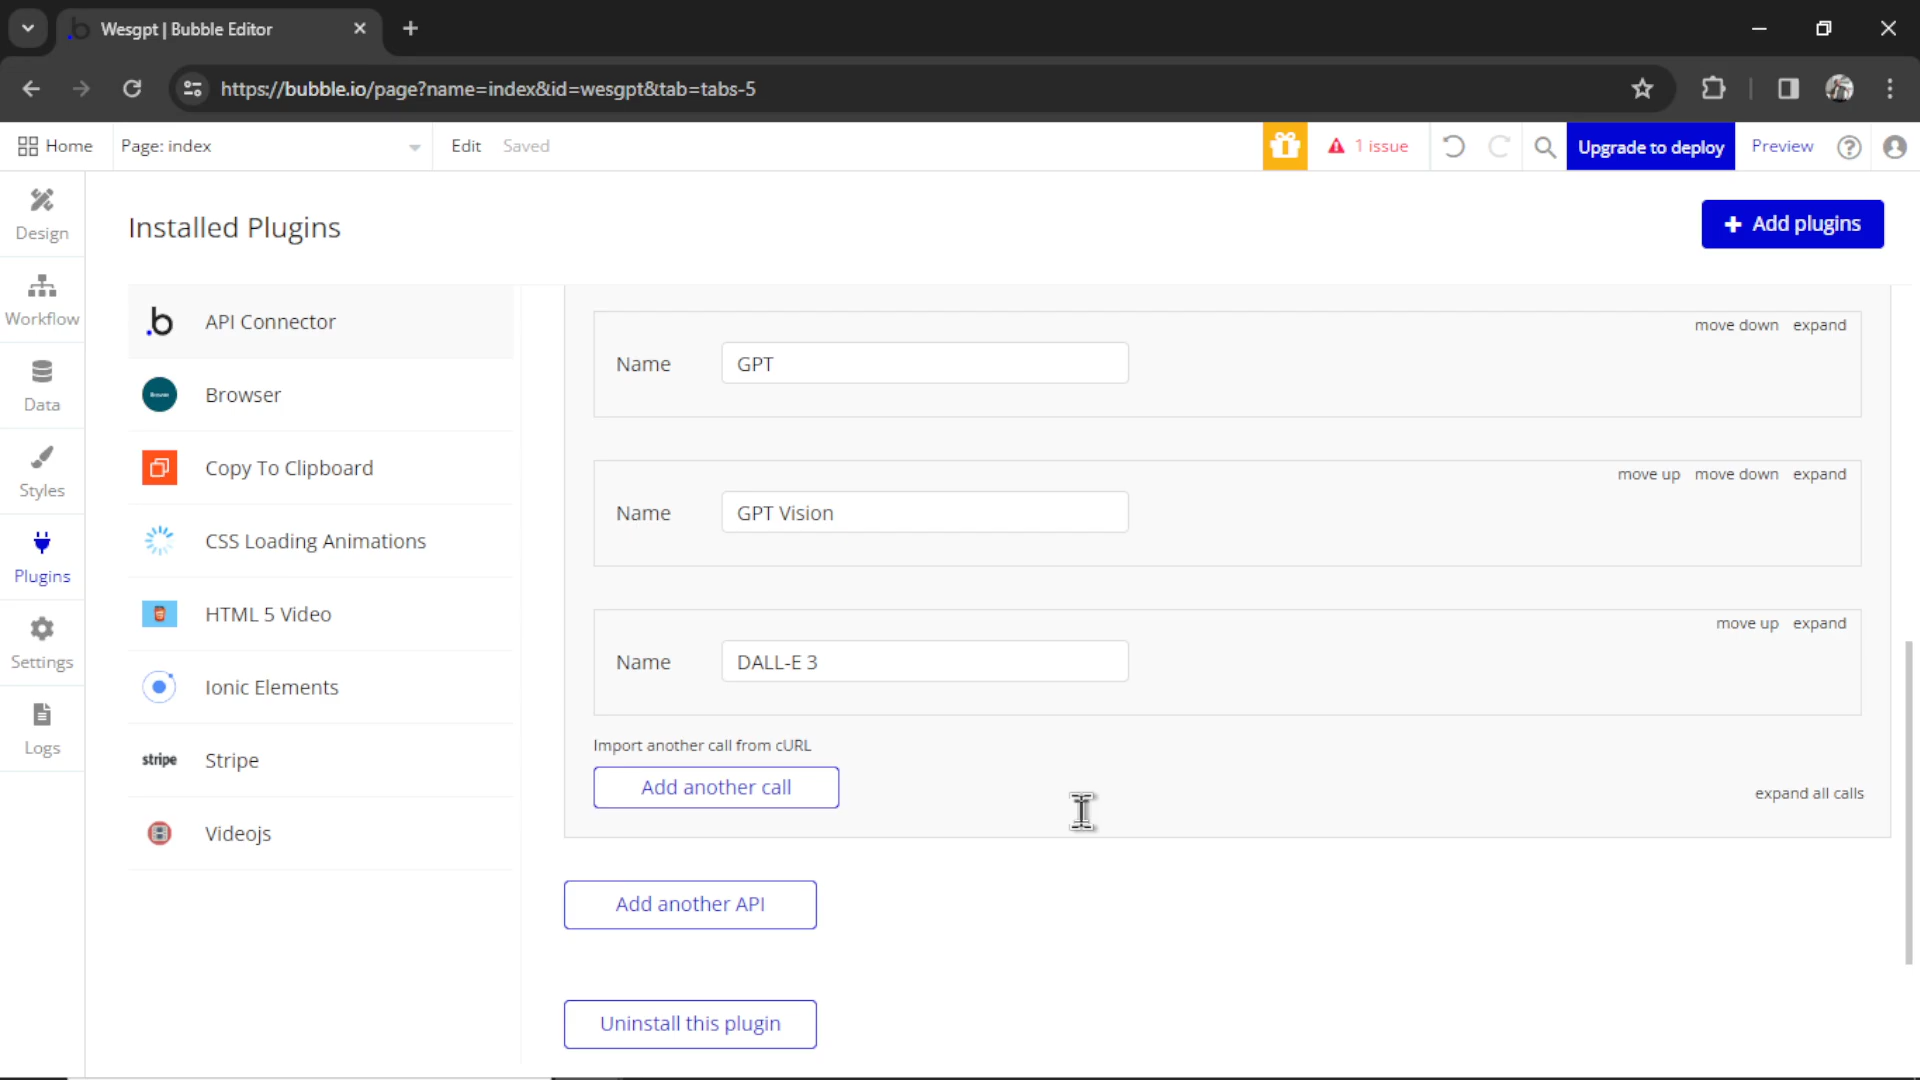 Wesgpt | Bubble Editor
https://bubble.io/page?name=index&id=wesgpt&tab=tabs-5
Home
Page: index
Edit
Saved
1 issue
Upgrade to deploy
Preview
Design
Workflow
Data
Styles
Plugins
Settings
Logs
Installed Plugins
+ Add plugins
API Connector
Browser
Copy To Clipboard
CSS Loading Animations
HTML 5 Video
Ionic Elements
stripe Stripe
Videojs
move down expand
Name GPT
move up move down expand
Name GPT Vision
move up expand
Name DALL-E 3
Import another call from cURL
Add another call
expand all calls
Add another API
Uninstall this plugin